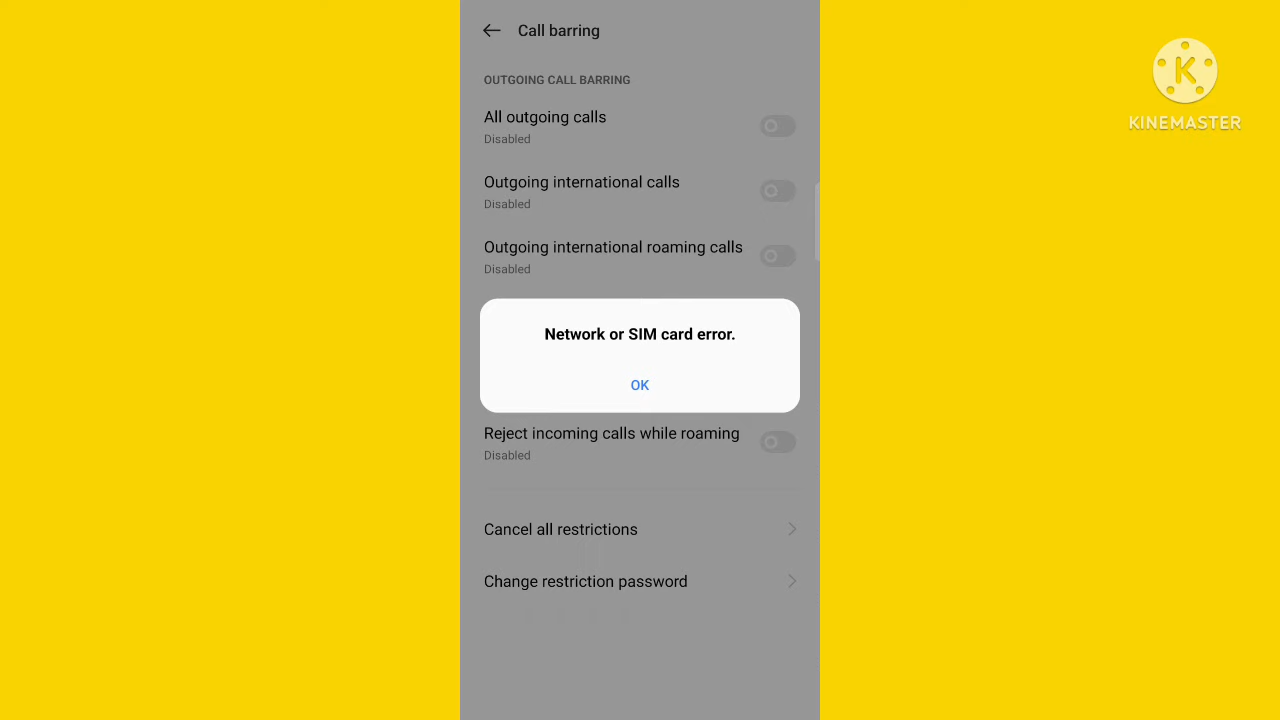 Call barring
OUTGOING CALL BARRING
All outgoing calls
Disabled
Outgoing international calls
Disabled
Outgoing international roaming calls
Disabled
Network or SIM card error.
OK
Reject incoming calls while roaming
Disabled
Cancel all restrictions
Change restriction password
K
KINEMASTER